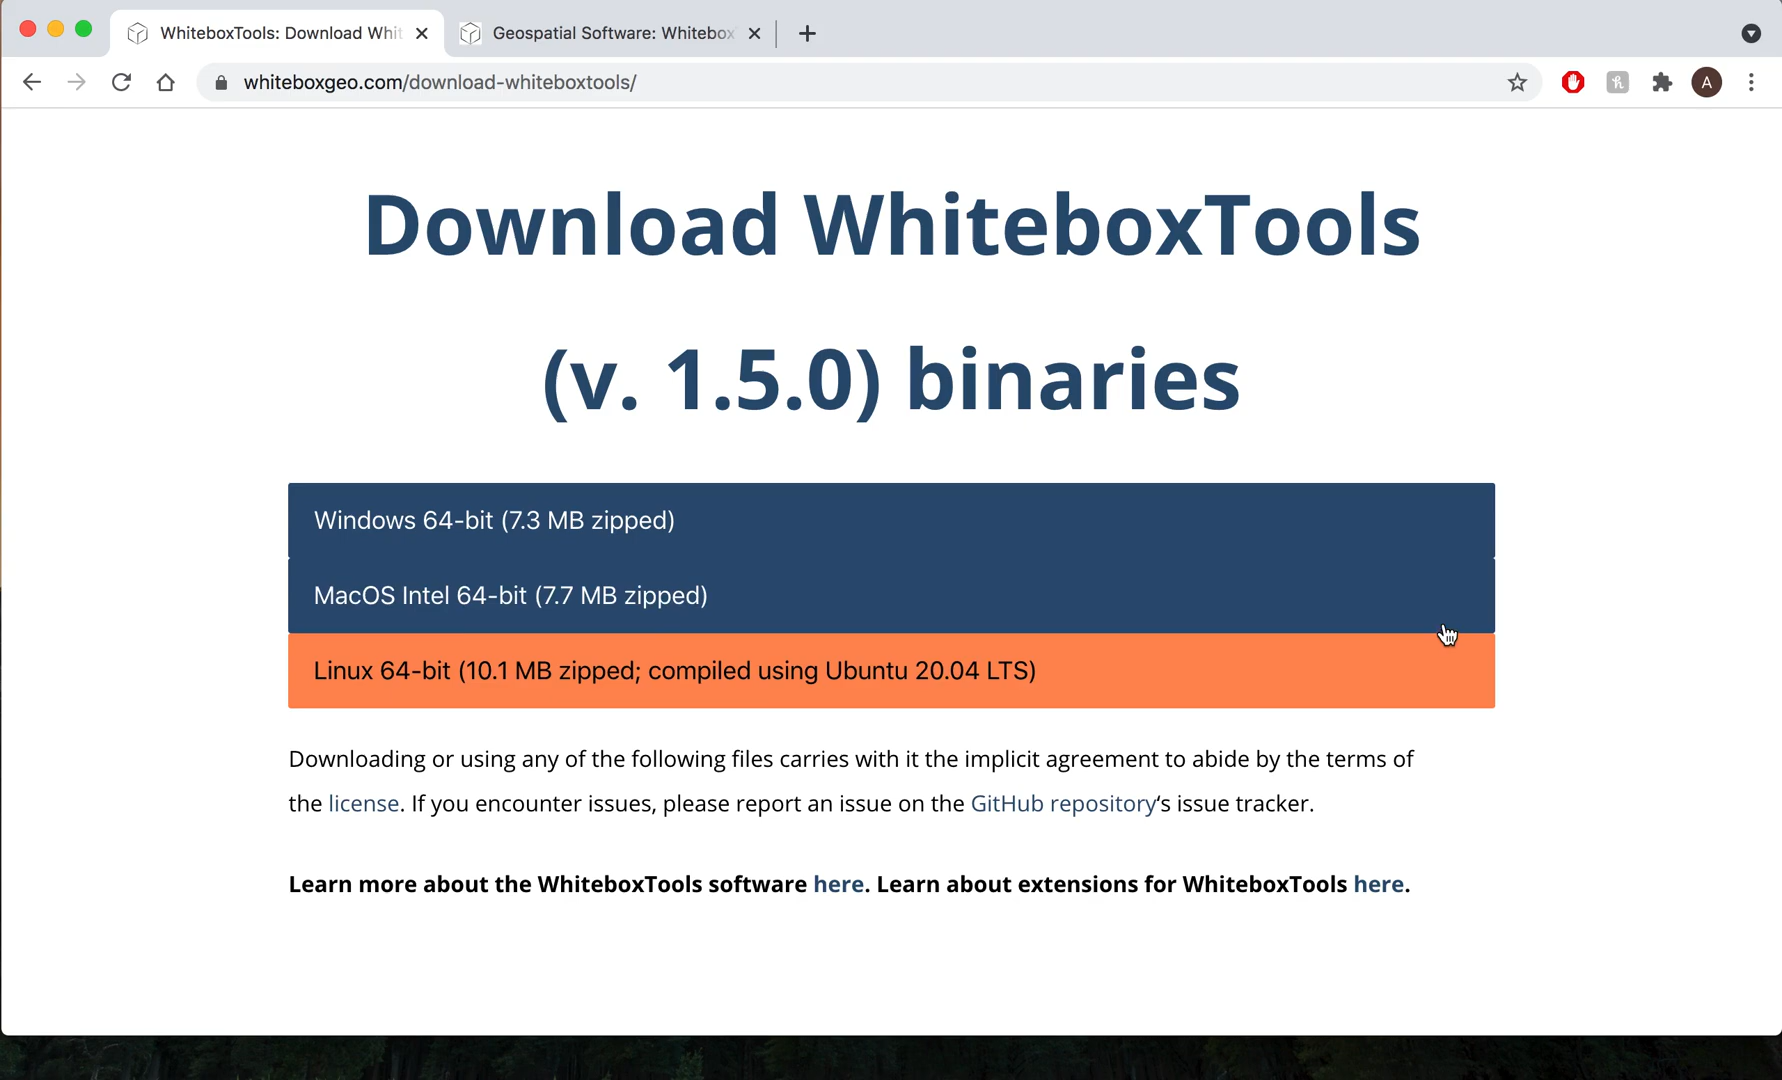 WhiteboxTools: Download Whit
Geospatial Software: Whitebox
whiteboxgeo.com/download-whiteboxtools/
A
Download WhiteboxTools
(v. 1.5.0) binaries
Windows 64-bit (7.3 MB zipped)
MacOS Intel 64-bit (7.7 MB zipped)
Linux 64-bit (10.1 MB zipped; compiled using Ubuntu 20.04 LTS)
Downloading or using any of the following files carries with it the implicit agreement to abide by the terms of
the license. If you encounter issues, please report an issue on the GitHub repository‘s issue tracker.
Learn more about the WhiteboxTools software here. Learn about extensions for WhiteboxTools here.